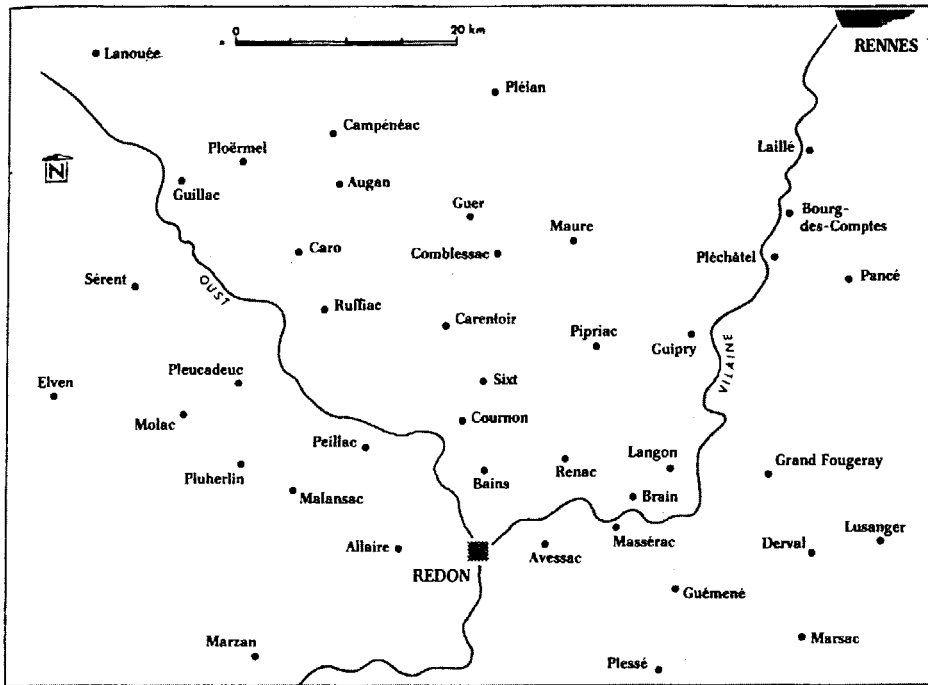 0
20 km
RENNES
Lanouée
Plélan
Campénéac
Ploërmel
Laillé
Guillac
Augan
N
Guer
Bourg-
des-Comptes
Maure
Caro
Comblessac
Pléchâtel
Pancé
Sérent
OUST
Ruffiac
Carentoir
Pipriac
Guipry
VILAINE
Pleucadeuc
Sixt
Elven
Molac
Cournon
Peillac
Langon
Grand Fougeray
Pluherlin
Bains
Renac
Malansac
Brain
Massérac
Lusanger
Allaire
Avessac
Derval
REDON
Guémené
Marzan
Marsac
Plessé